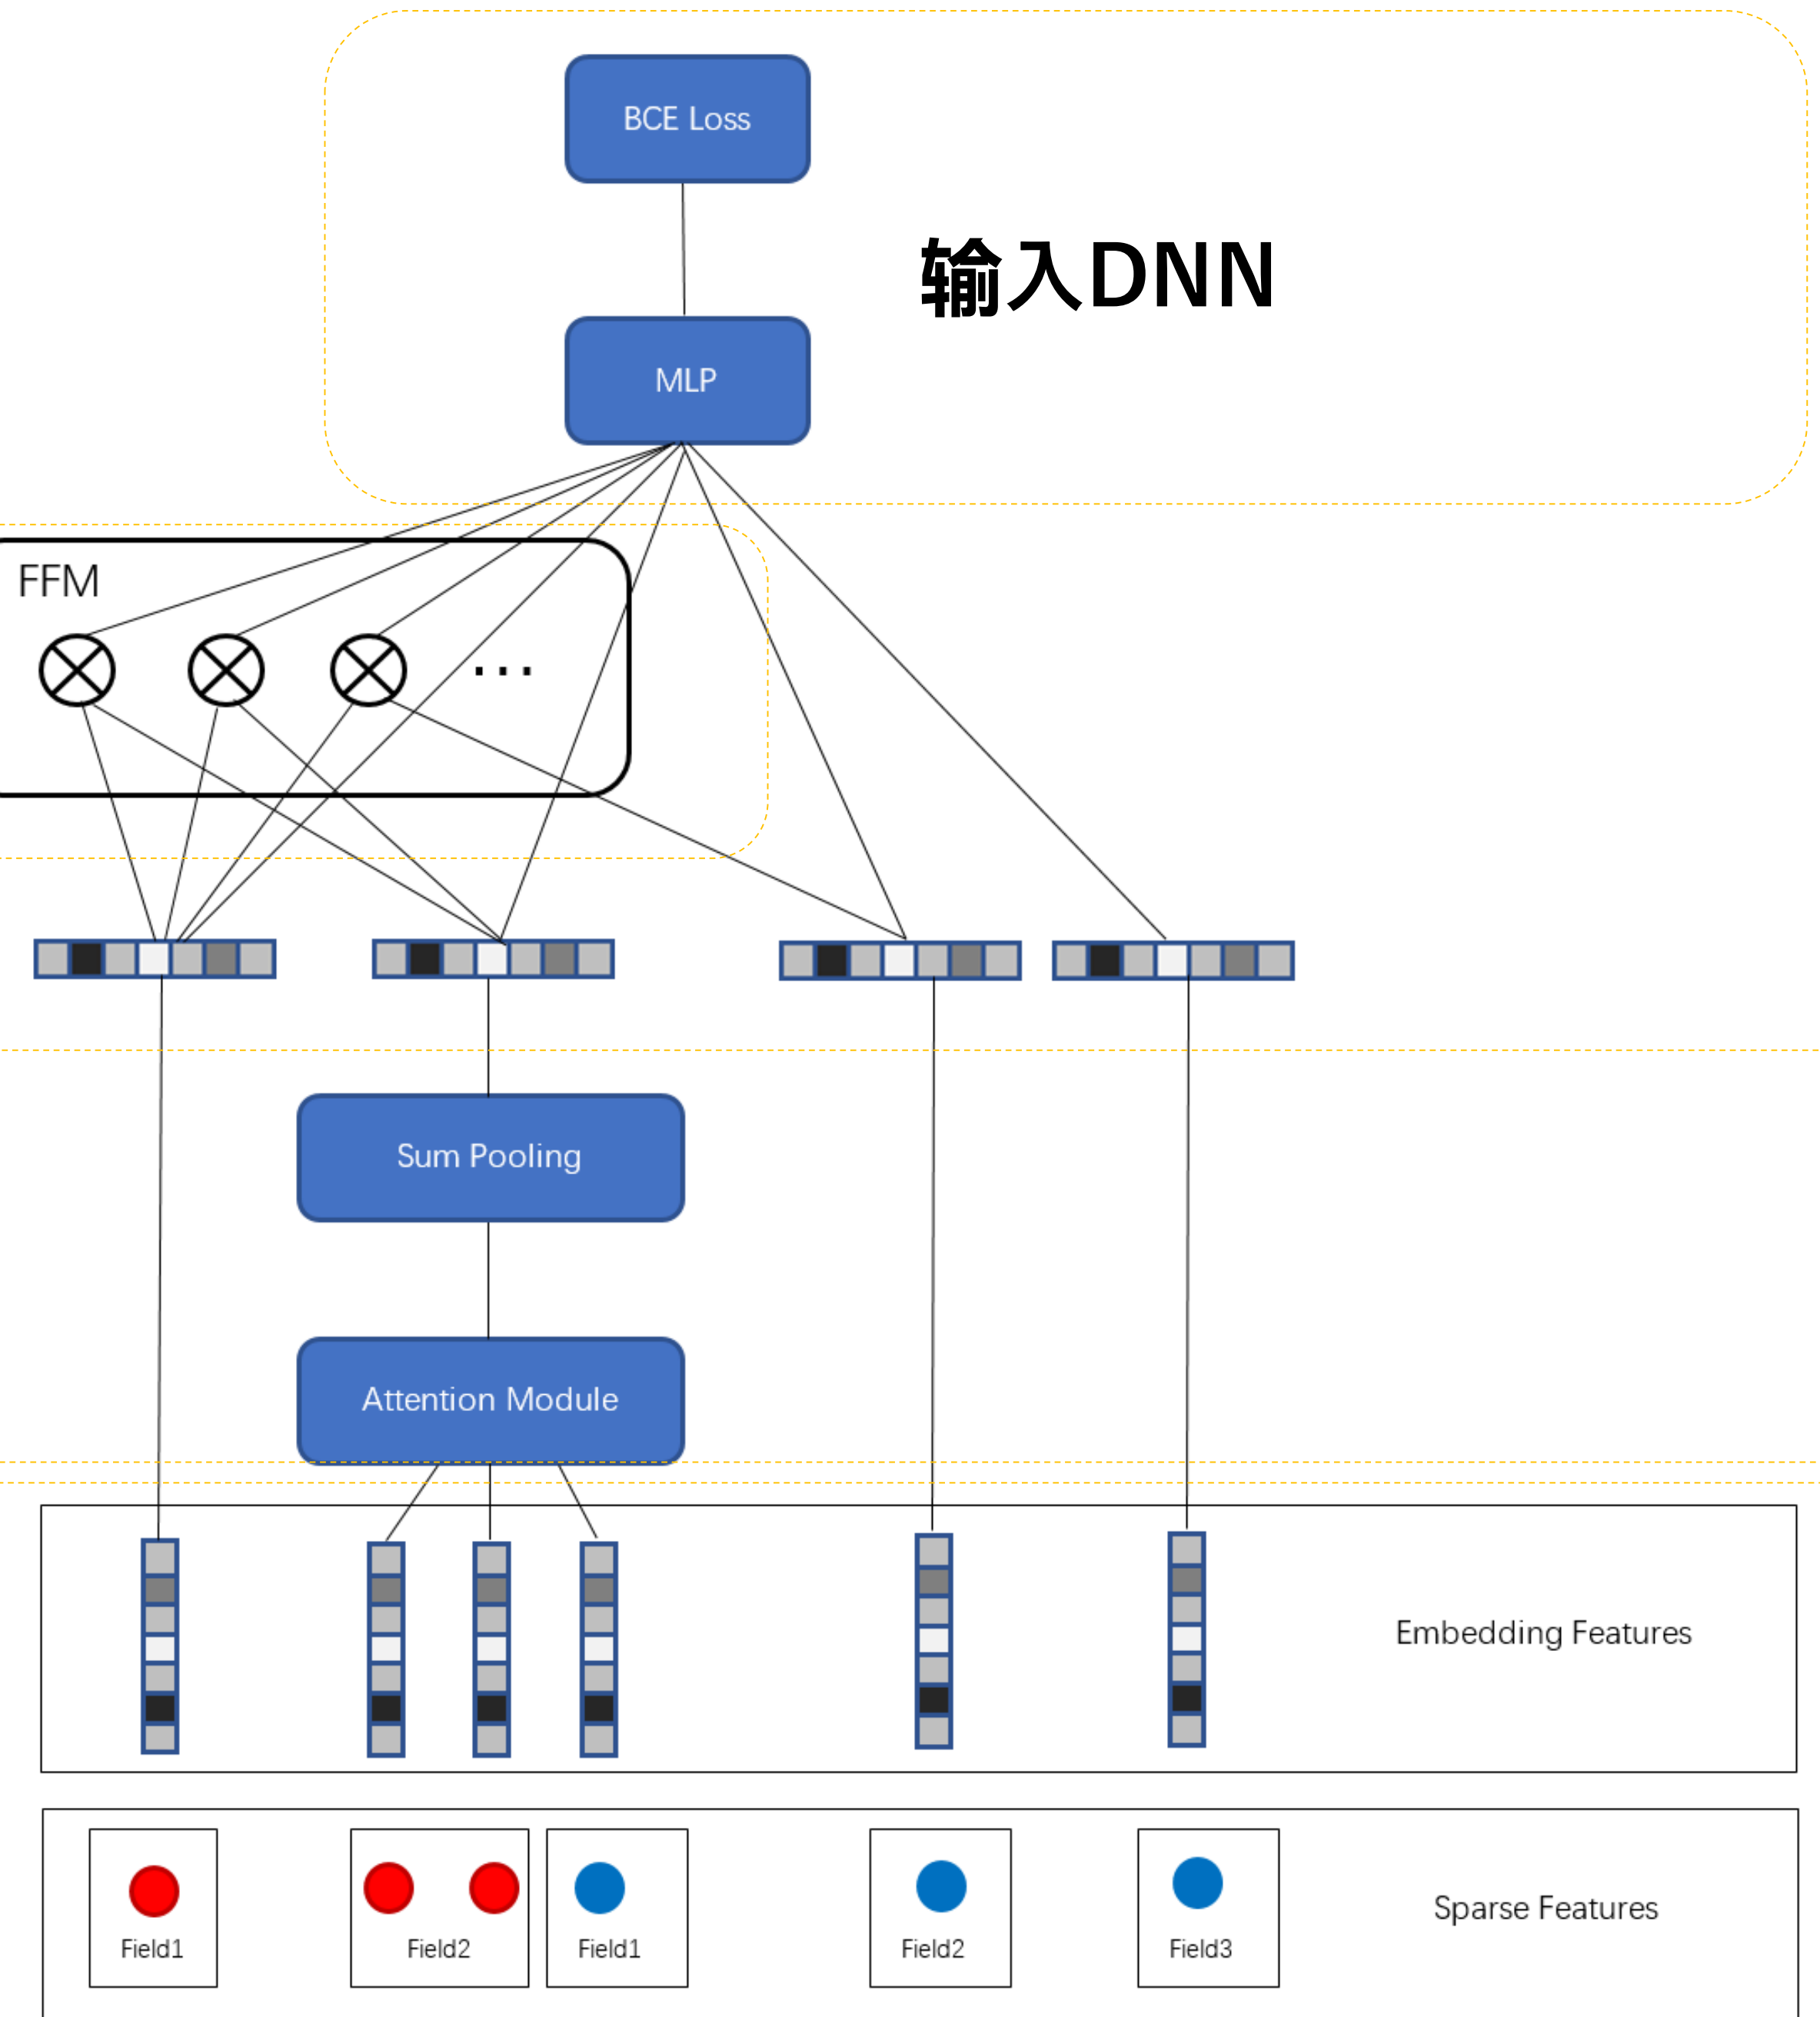 BCE Loss
输入DNN
MLP
FFM
...
Sum Pooling
Attention Module
Embedding Features
Field1
Field2
Field1
Field2
Field3
Sparse Features